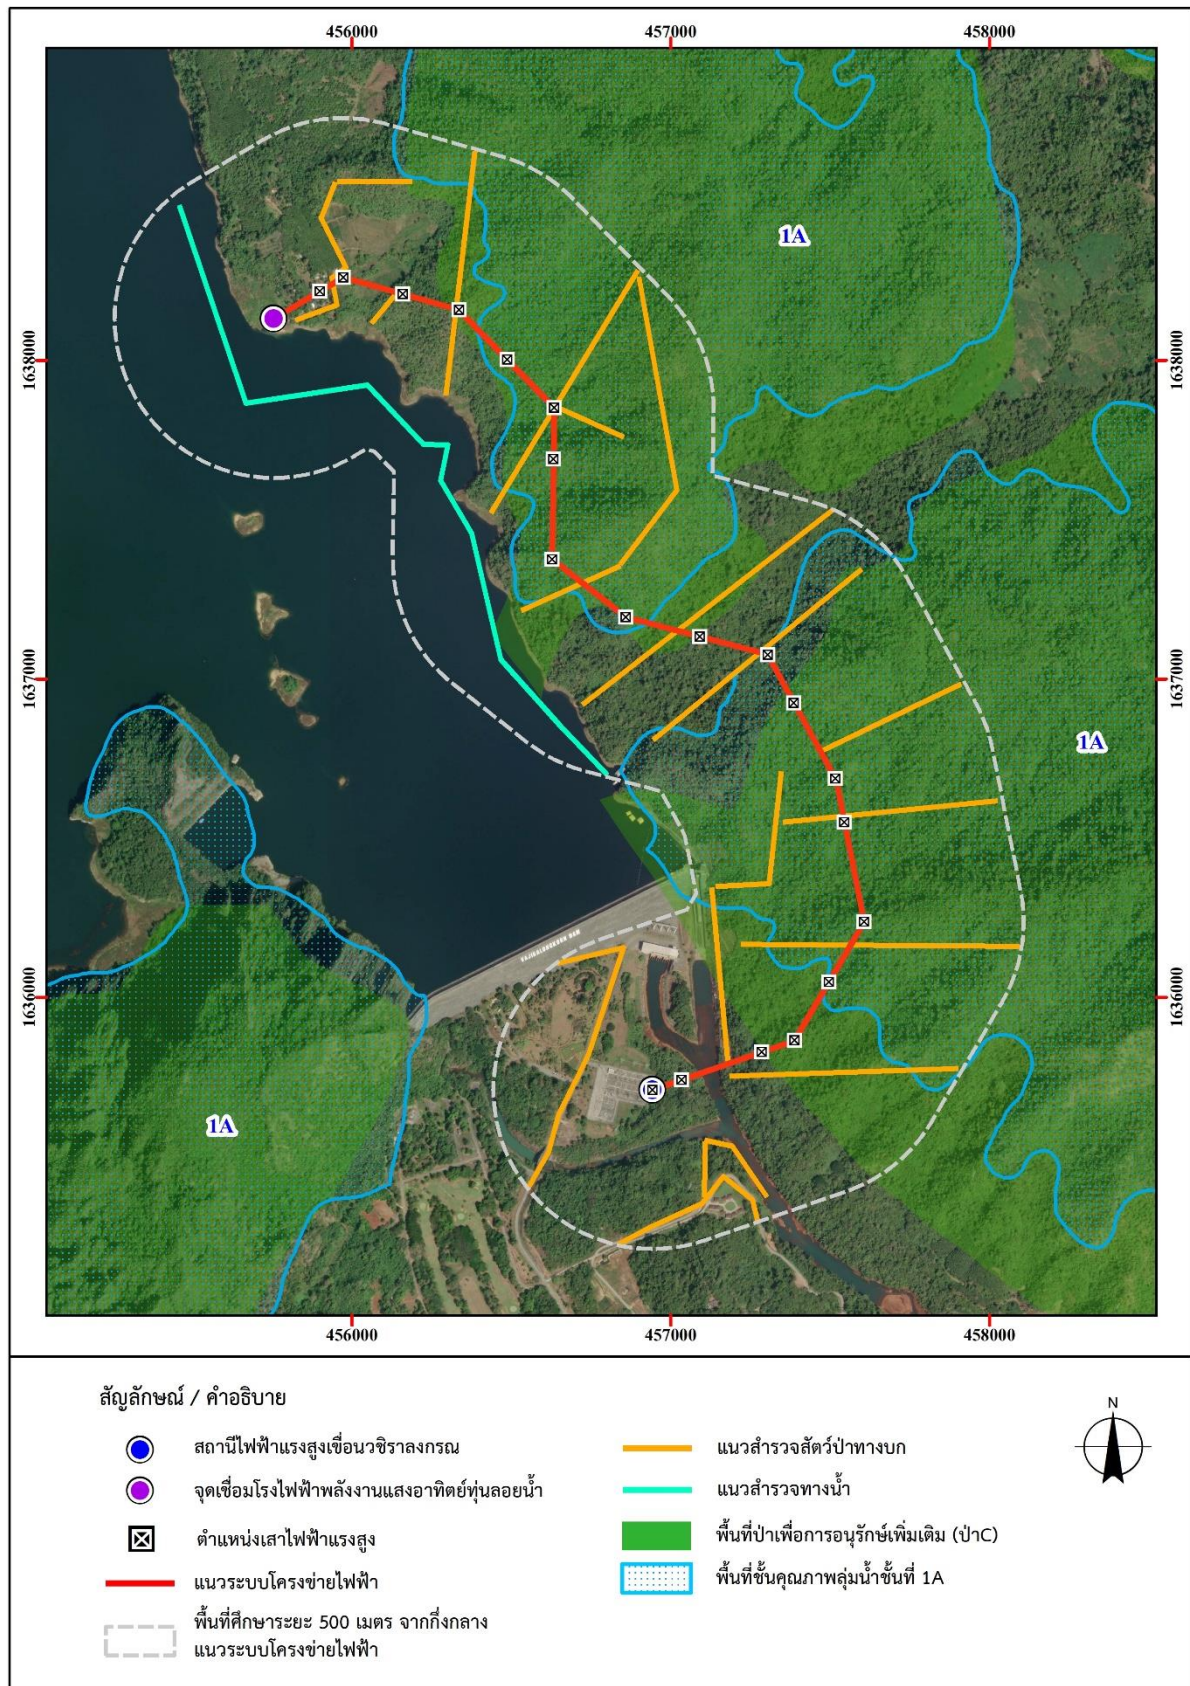 456000
457000
458000
1A
1638000
1638000
1637000
1637000
1A
VAJIRALONGKORN DAM
1636000
1636000
1A
456000
457000
458000
สัญลักษณ์ / คำอธิบาย
N
สถานีไฟฟ้าแรงสูงเขื่อนวชิราลงกรณ
แนวสำรวจสัตว์ป่าทางบก
จุดเชื่อมโรงไฟฟ้าพลังงานแสงอาทิตย์ทุ่นลอยน้ำ
แนวสำรวจทางน้ำ
ตำแหน่งเสาไฟฟ้าแรงสูง
พื้นที่ป่าเพื่อการอนุรักษ์เพิ่มเติม (ป่าC)
แนวระบบโครงข่ายไฟฟ้า
พื้นที่ชั้นคุณภาพลุ่มน้ำชั้นที่ 1A
พื้นที่ศึกษาระยะ 500 เมตร จากกึ่งกลาง
แนวระบบโครงข่ายไฟฟ้า